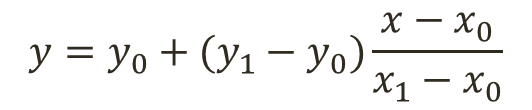 y = y₀ + (y₁ − y₀) (x − x₀)/(x₁ − x₀)